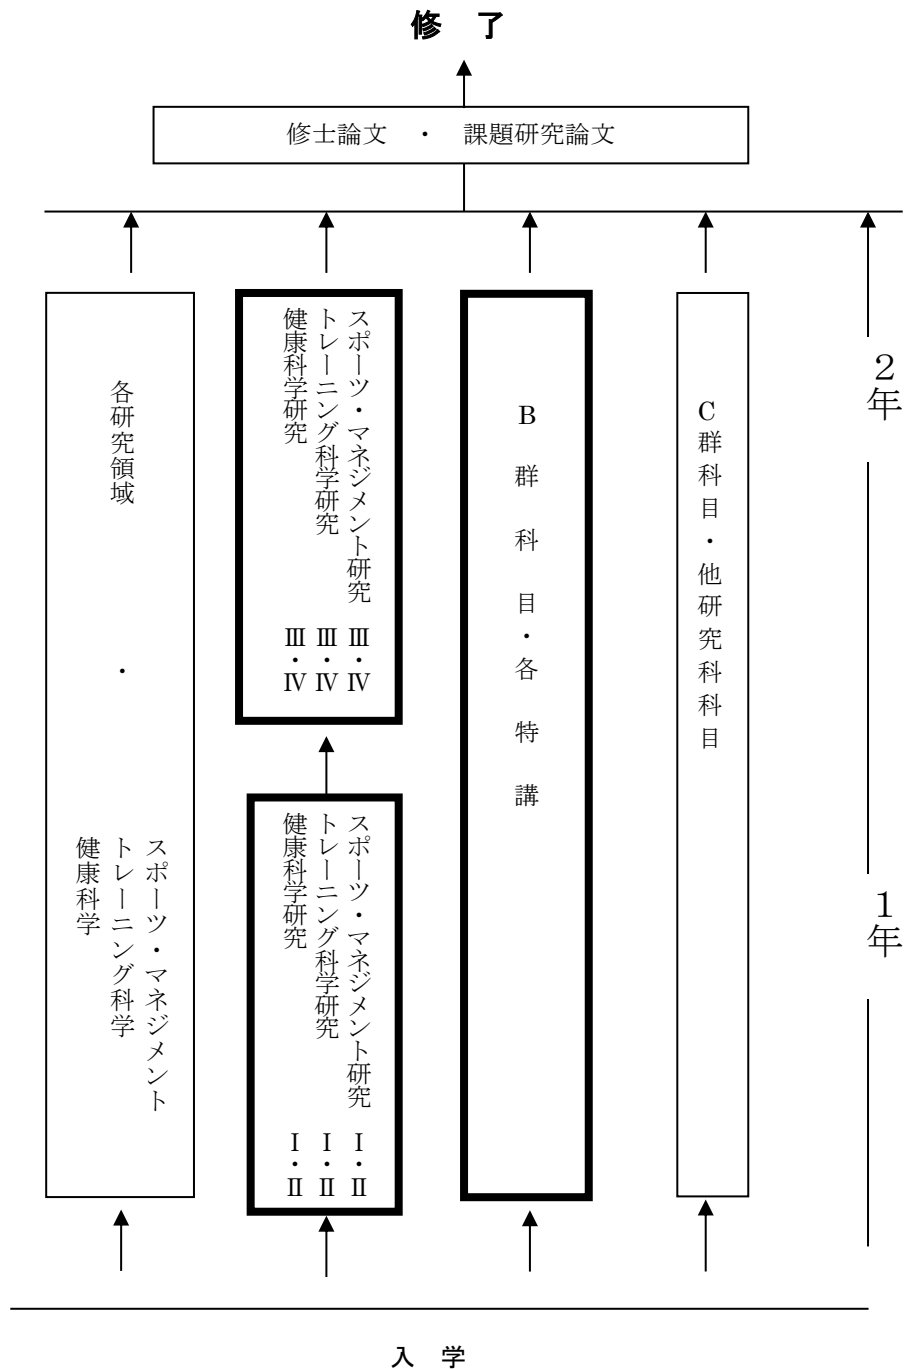 修　了
修士論文　・　課題研究論文
各研究領域　・　スポーツ・マネジメント
トレーニング科学
健康科学
スポーツ・マネジメント研究　Ⅲ・Ⅳ
トレーニング科学研究　Ⅲ・Ⅳ
健康科学研究　Ⅲ・Ⅳ
スポーツ・マネジメント研究　Ⅰ・Ⅱ
トレーニング科学研究　Ⅰ・Ⅱ
健康科学研究　Ⅰ・Ⅱ
B　群　科　目・各　特　講
C群科目・他研究科科目
２年
１年
入　学